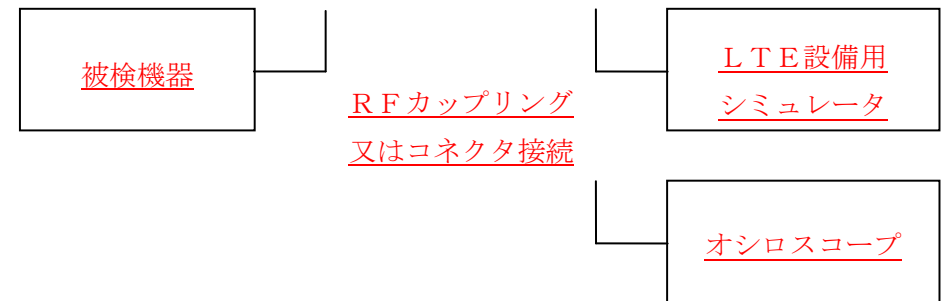 被検機器
ＲＦカップリング
又はコネクタ接続
ＬＴＥ設備用
シミュレータ
オシロスコープ